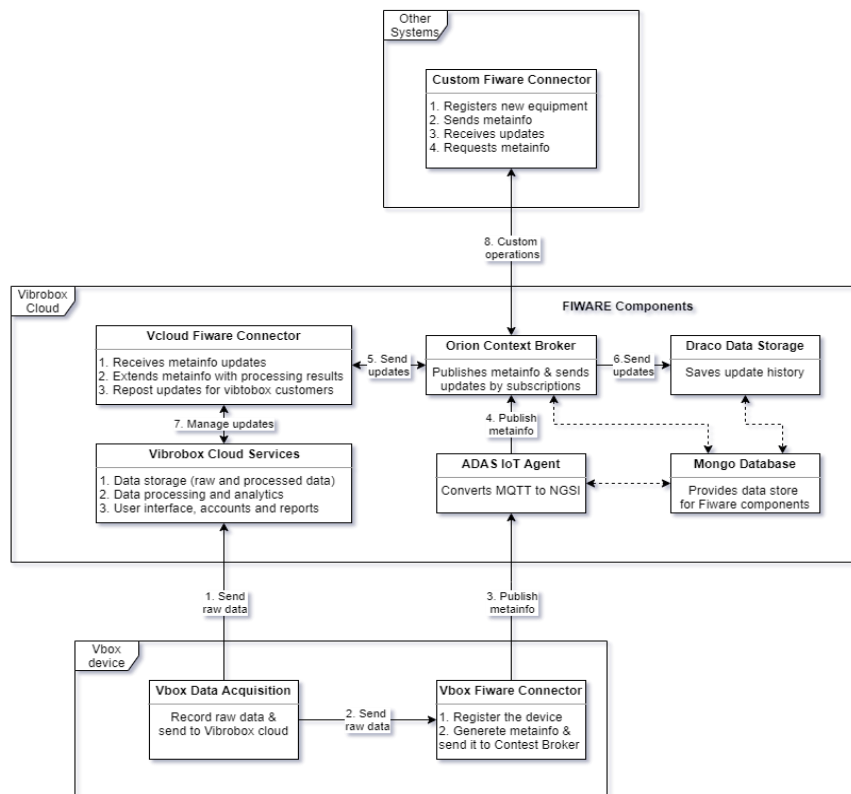 Other
Systems
Custom Fiware Connector
1. Registers new equipment
2. Sends metainfo
3. Receives updates
4. Requests metainfo
8. Custom
operations
Vibrobox
Cloud
FIWARE Components
Vcloud Fiware Connector
1. Receives metainfo updates
2. Extends metainfo with processing results
3. Repost updates for vibtobox customers
5. Send
updates
Orion Context Broker
Publishes metainfo & sends
updates by subscriptions
6.Send
updates
Draco Data Storage
Saves update history
7. Manage updates
4. Publish
metainfo
Vibrobox Cloud Services
1. Data storage (raw and processed data)
2. Data processing and analytics
3. User interface, accounts and reports
ADAS IoT Agent
Converts MQTT to NGSI
Mongo Database
Provides data store
for Fiware components
1. Send
raw data
3. Publish
metainfo
Vbox
device
Vbox Data Acquisition
Record raw data &
send to Vibrobox cloud
2. Send
raw data
Vbox Fiware Connector
1. Register the device
2. Generete metainfo &
send it to Contest Broker